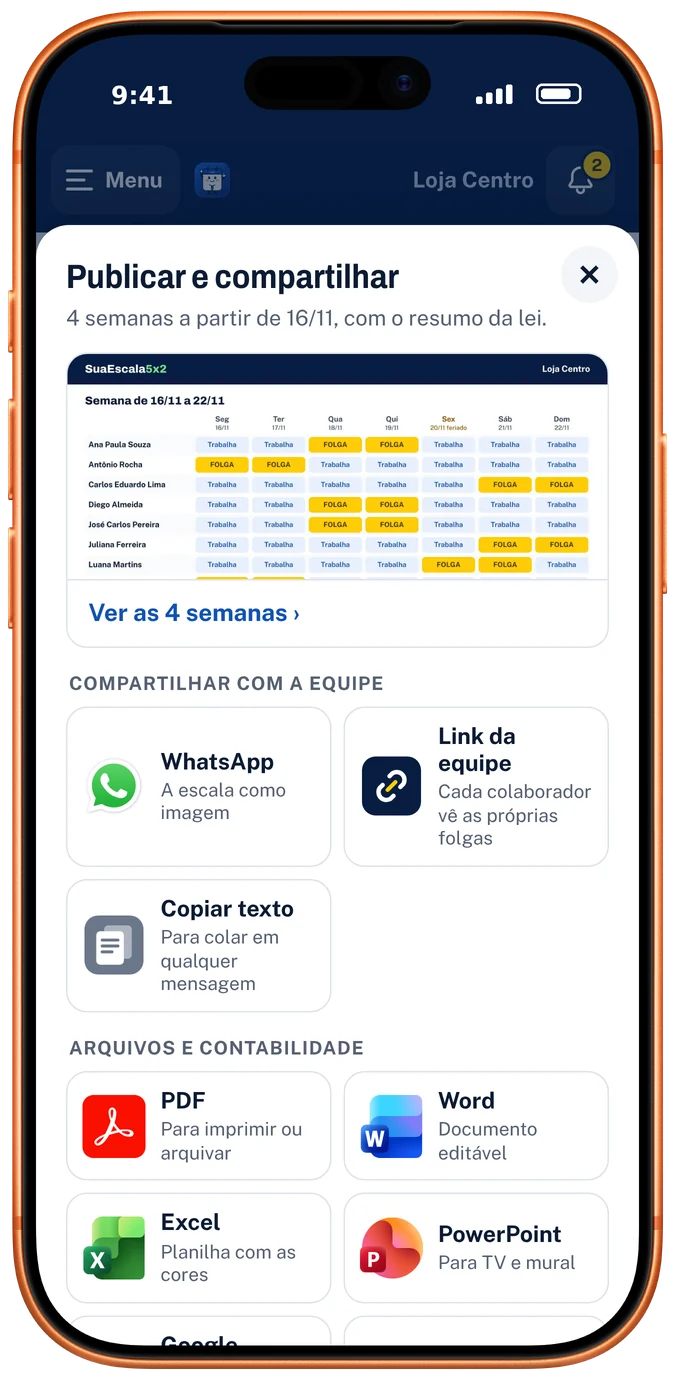 9:41
Menu
Loja Centro
2
Publicar e compartilhar
4 semanas a partir de 16/11, com o resumo da lei.
SuaEscala5x2 Loja Centro
Semana de 16/11 a 22/11
Seg Ter Qua Qui Sex Sáb Dom
16/11 17/11 18/11 19/11 20/11 feriado 21/11 22/11
Ana Paula Souza Trabalha Trabalha FOLGA FOLGA Trabalha Trabalha Trabalha
Antônio Rocha FOLGA FOLGA Trabalha Trabalha Trabalha Trabalha Trabalha
Carlos Eduardo Lima Trabalha Trabalha Trabalha Trabalha Trabalha FOLGA FOLGA
Diego Almeida Trabalha Trabalha FOLGA FOLGA Trabalha Trabalha Trabalha
José Carlos Pereira Trabalha Trabalha FOLGA FOLGA Trabalha Trabalha Trabalha
Juliana Ferreira Trabalha Trabalha Trabalha Trabalha Trabalha FOLGA FOLGA
Luana Martins Trabalha Trabalha Trabalha Trabalha FOLGA FOLGA Trabalha
Ver as 4 semanas ›
COMPARTILHAR COM A EQUIPE
WhatsApp
A escala como
imagem
Link da
equipe
Cada colaborador
vê as próprias
folgas
Copiar texto
Para colar em
qualquer
mensagem
ARQUIVOS E CONTABILIDADE
PDF
Para imprimir ou
arquivar
W
Word
Documento
editável
X
Excel
Planilha com as
cores
P
PowerPoint
Para TV e mural
Google